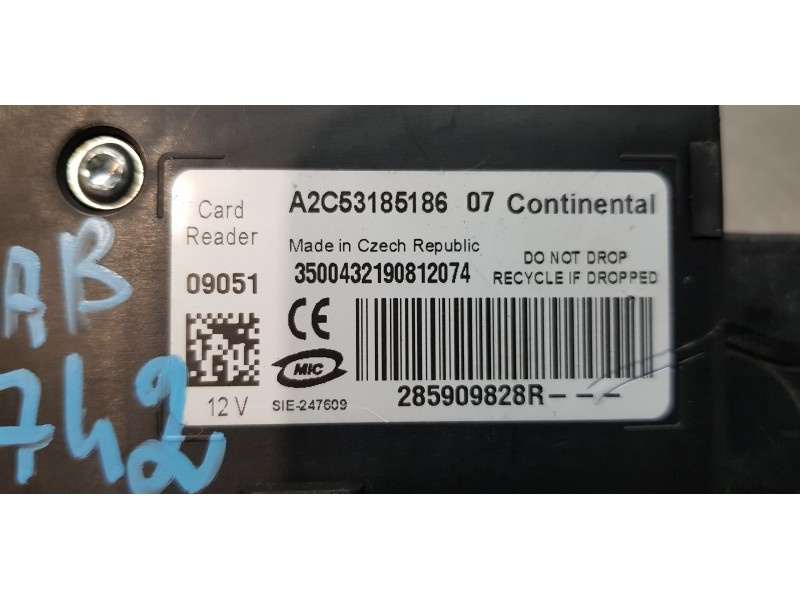 Card Reader
A2C53185186 07 Continental
Made in Czech Republic
DO NOT DROP
RECYCLE IF DROPPED
09051
3500432190812074
CE
MIC
12 V
SIE-247609
285909828R---
AB
742